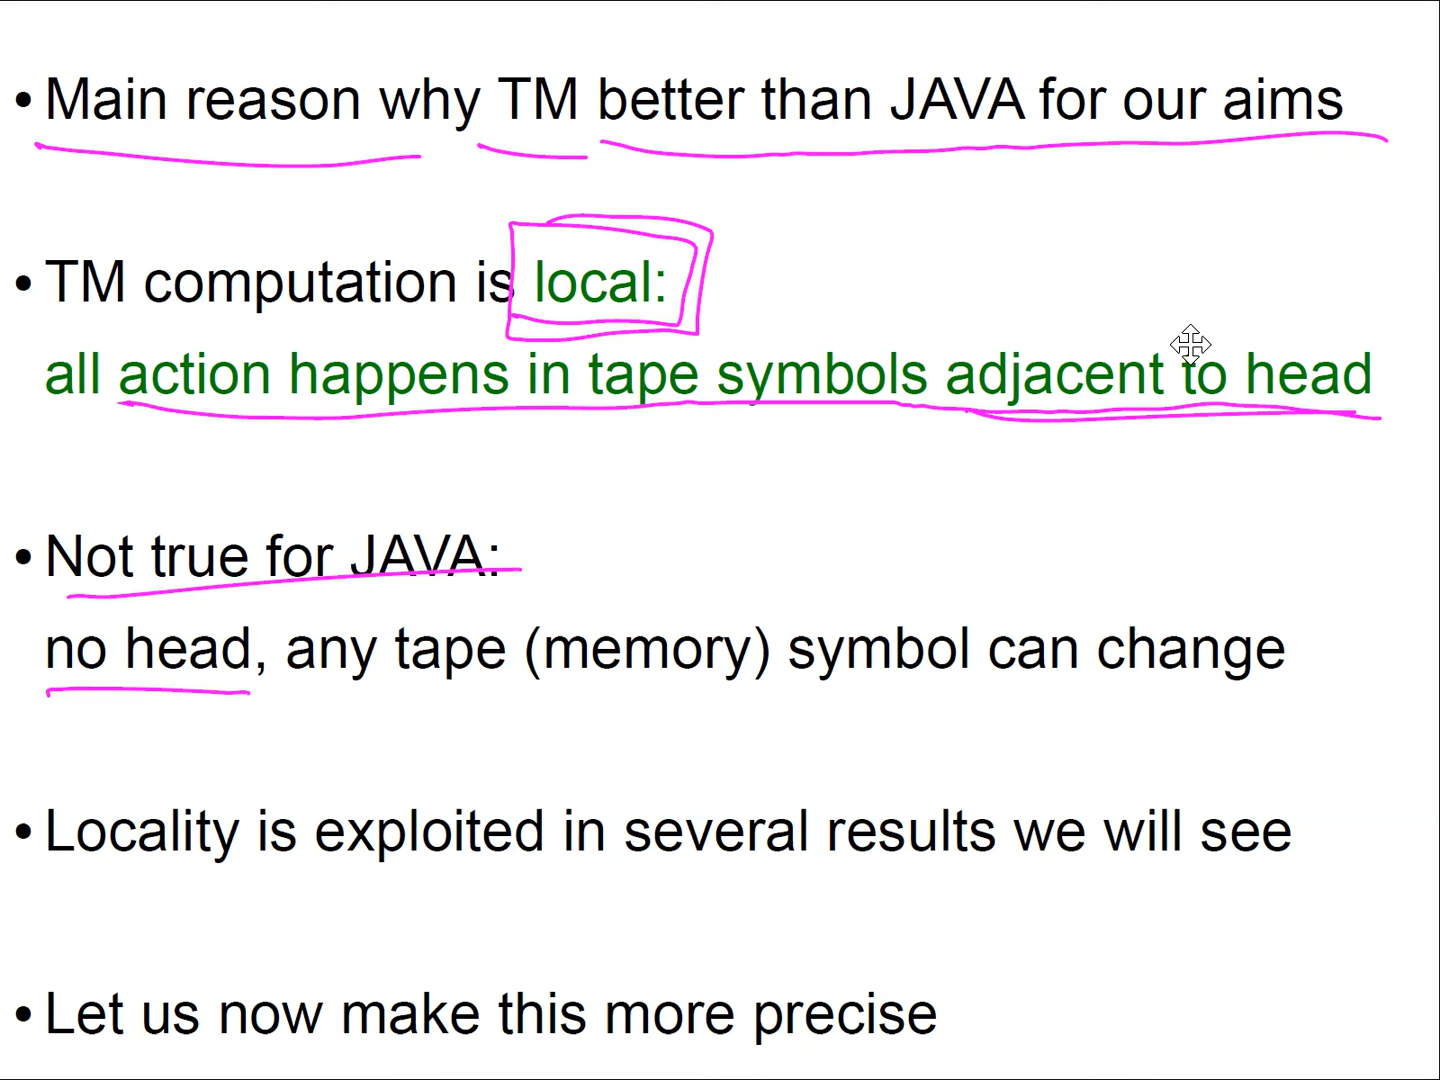 • Main reason why TM better than JAVA for our aims
• TM computation is local:
all action happens in tape symbols adjacent to head
• Not true for JAVA:
no head, any tape (memory) symbol can change
• Locality is exploited in several results we will see
• Let us now make this more precise